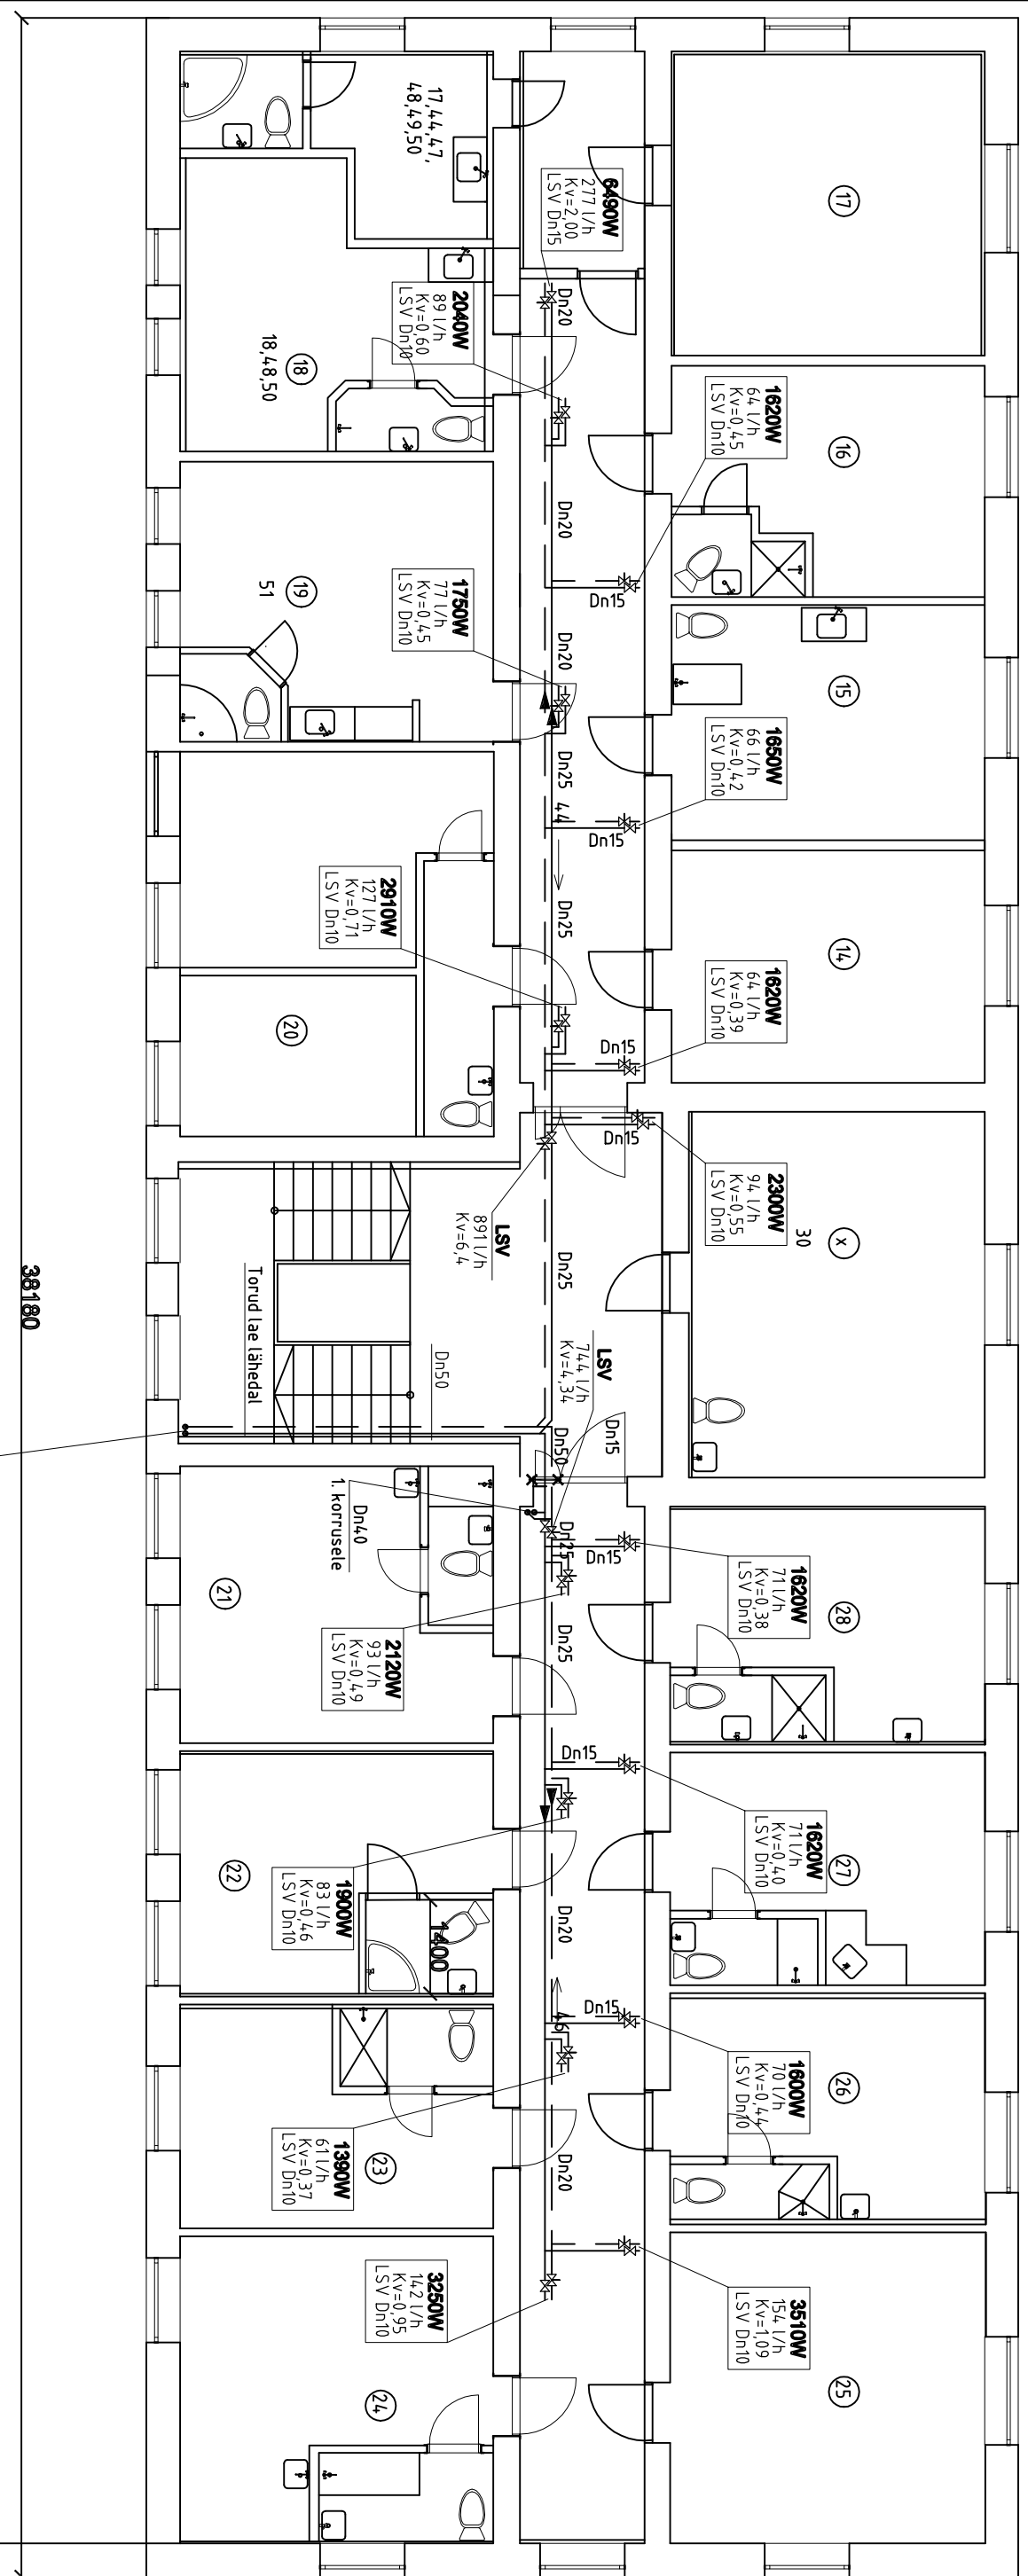 17
17,44,47,
48,49,50
6490W
277 l/h
Kv=2,00
LSV Dn15
Dn20
2040W
89 l/h
Kv=0,60
LSV Dn10
18
18,48,50
1620W
64 l/h
Kv=0,45
LSV Dn10
16
Dn20
Dn15
19
51
1750W
77 l/h
Kv=0,45
LSV Dn10
Dn20
15
1650W
66 l/h
Kv=0,42
LSV Dn10
Dn25
44
Dn15
2910W
127 l/h
Kv=0,71
LSV Dn10
Dn25
14
1620W
64 l/h
Kv=0,39
LSV Dn10
20
Dn15
Dn15
2300W
94 l/h
Kv=0,55
LSV Dn10
30
x
LSV
891 l/h
Kv=6,4
Dn25
Torud lae lähedal
Dn50
LSV
744 l/h
Kv=4,34
Dn15
Dn50
38180
Dn40
1. korrusele
Dn25
Dn15
1620W
71 l/h
Kv=0,38
LSV Dn10
28
21
2120W
93 l/h
Kv=0,49
LSV Dn10
Dn25
Dn15
1620W
71 l/h
Kv=0,40
LSV Dn10
27
22
1900W
83 l/h
Kv=0,46
LSV Dn10
1400
Dn20
46
Dn15
1600W
70 l/h
Kv=0,44
LSV Dn10
26
1390W
61 l/h
Kv=0,37
LSV Dn10
23
Dn20
3250W
142 l/h
Kv=0,95
LSV Dn10
24
3510W
154 l/h
Kv=1,09
LSV Dn10
25